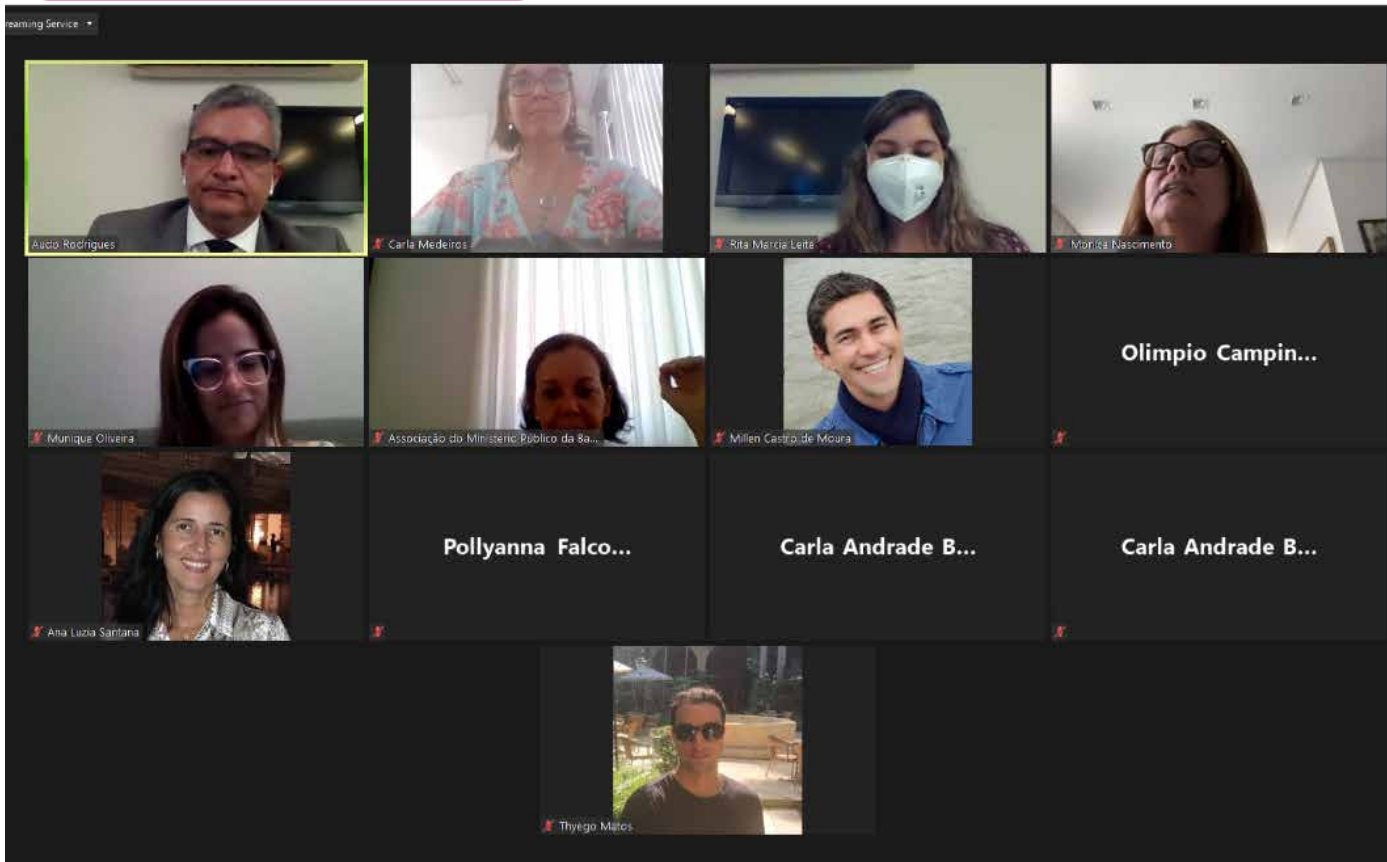 reaming Service
Audo Rodrigues
Carla Medeiros
Rita Marcia Leite
Monica Nascimento
Munique Oliveira
Associação do Ministerio Público da Ba...
Millen Castro de Moura
Olimpio Campin...
Ana Luzia Santana
Pollyanna Falco...
Carla Andrade B...
Carla Andrade B...
Thyego Matos